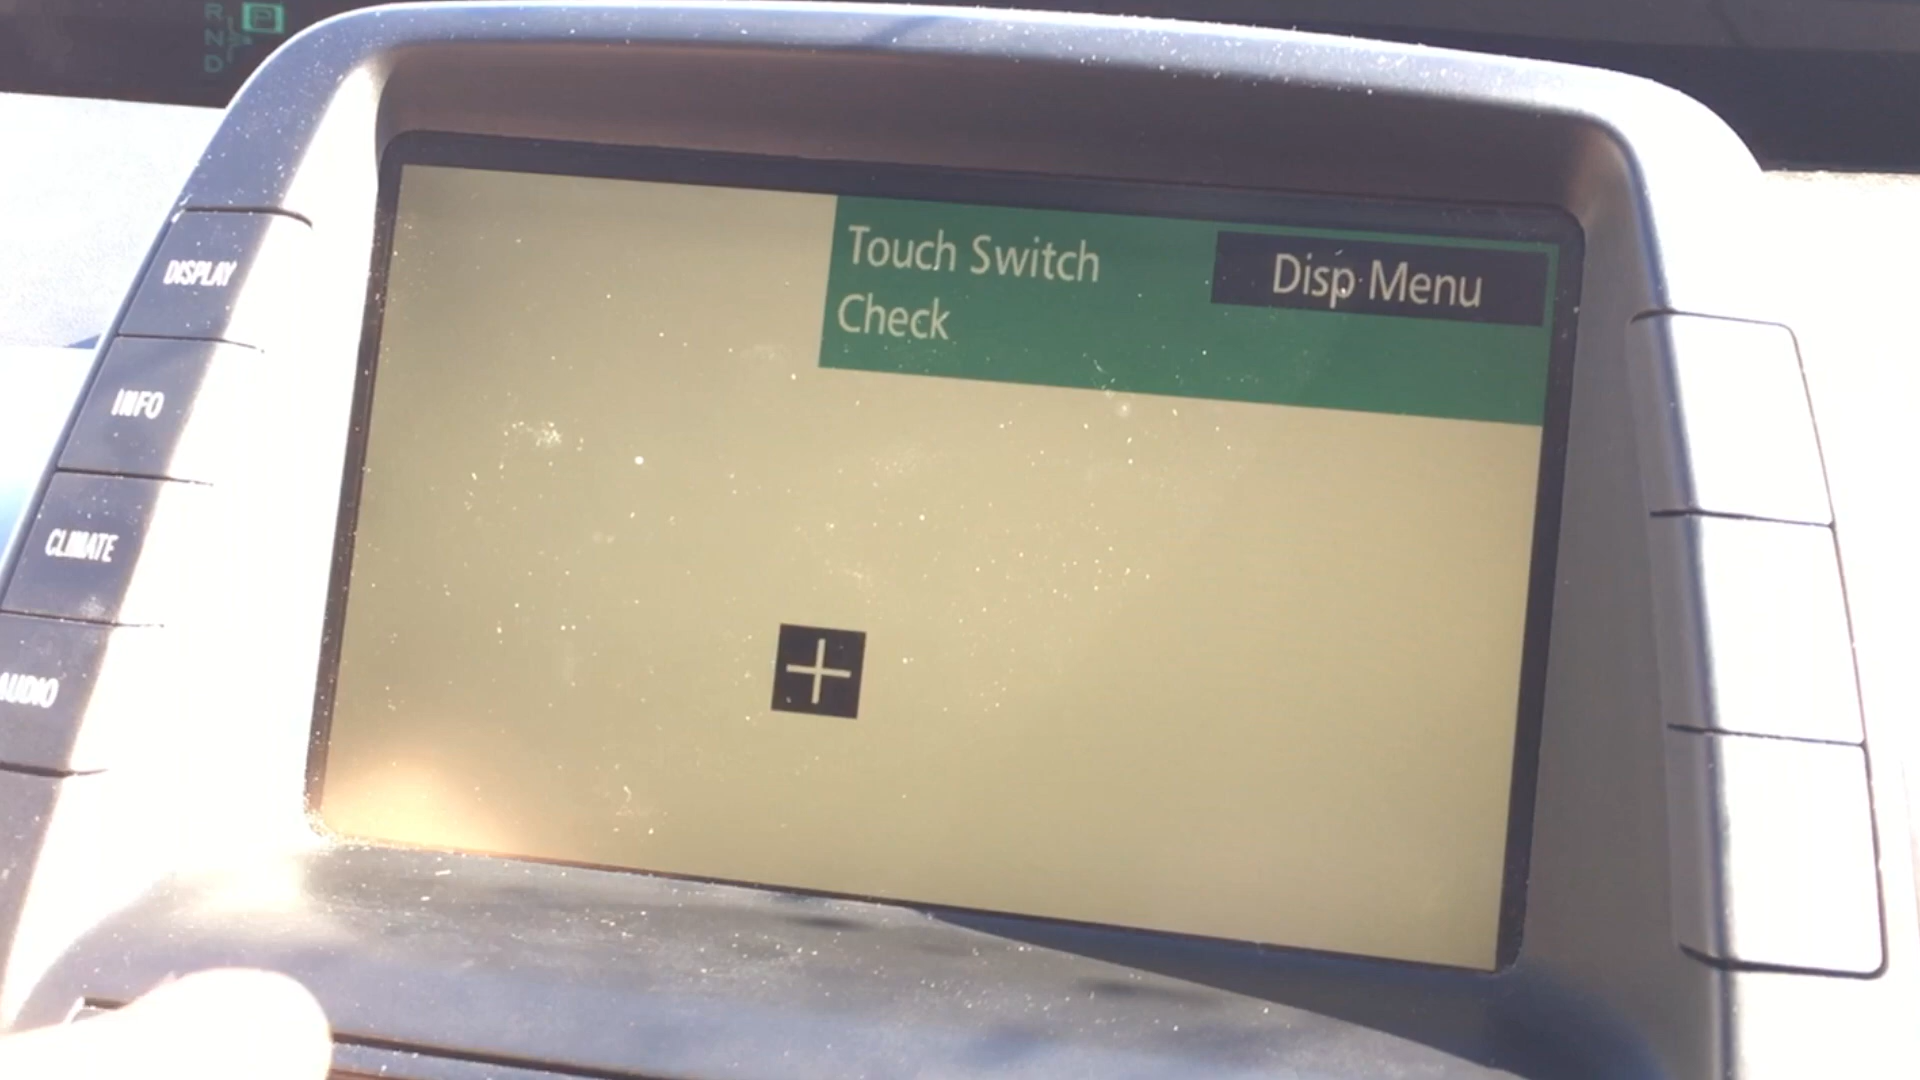 R P
N
D
Touch Switch
Check
Disp Menu
DISPLAY
INFO
CLIMATE
AUDIO